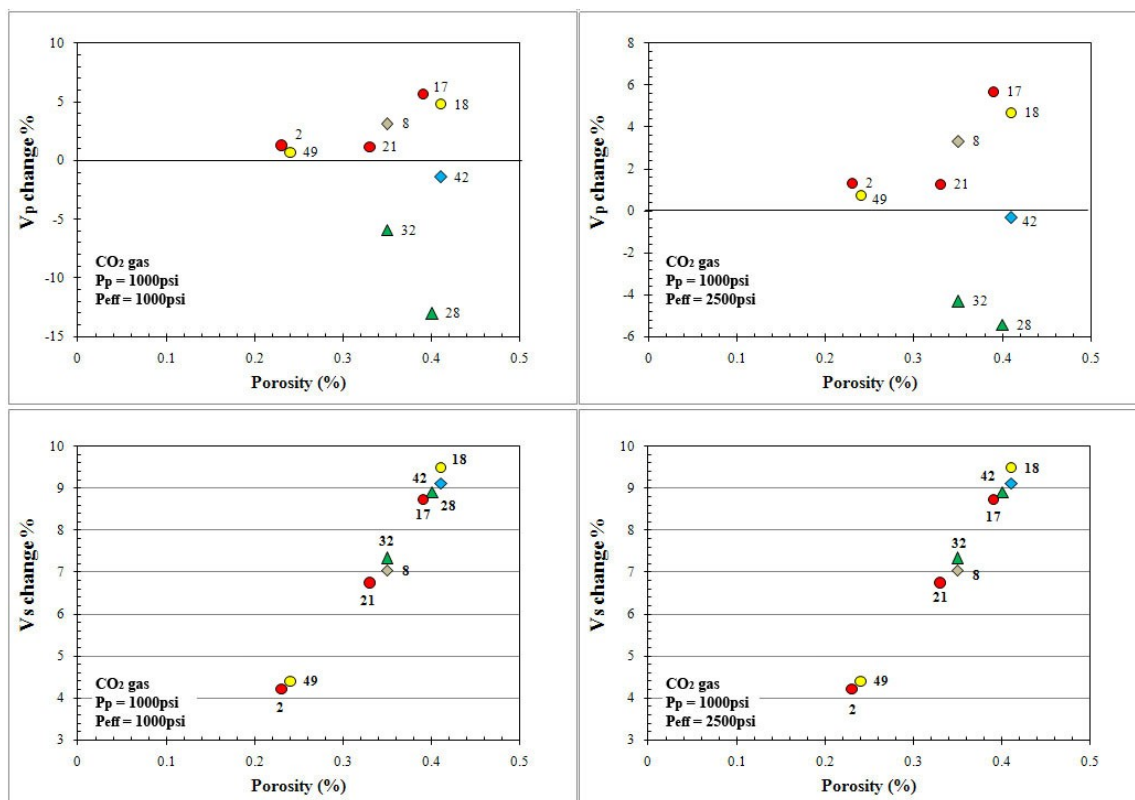 Vp change %
10
5
0
-5
-10
-15
17
18
8
2
49
21
42
32
28
CO2 gas
Pp = 1000psi
Peff = 1000psi
0 0.1 0.2 0.3 0.4 0.5
Porosity (%)
Vp change %
8
6
4
2
0
-2
-4
-6
17
18
8
2
49
21
42
32
28
CO2 gas
Pp = 1000psi
Peff = 2500psi
0 0.1 0.2 0.3 0.4 0.5
Porosity (%)
Vs change %
10
9
8
7
6
5
4
3
18
42
28
17
32
8
21
49
2
CO2 gas
Pp = 1000psi
Peff = 1000psi
0 0.1 0.2 0.3 0.4 0.5
Porosity (%)
Vs change %
10
9
8
7
6
5
4
3
18
42
17
32
8
21
49
2
CO2 gas
Pp = 1000psi
Peff = 2500psi
0 0.1 0.2 0.3 0.4 0.5
Porosity (%)